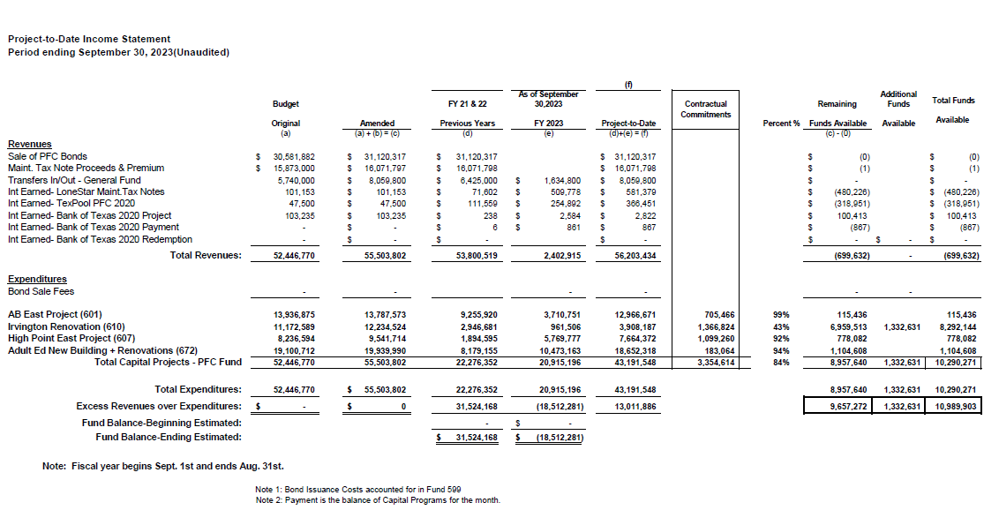 Project-to-Date Income Statement
Period ending September 30, 2023(Unaudited)
(f)
As of September Additional
Budget FY 21 & 22 30,2023 Contractual Remaining Funds Total Funds
Commitments
Original Amended Previous Years FY 2023 Project-to-Date Percent % Funds Available Available Available
(a) (a) + (b) = (c) (d) (e) (d)+(e) = (f) (c) - (0)
Revenues
Sale of PFC Bonds $ 30,581,882 $ 31,120,317 $ 31,120,317 $ 31,120,317 $ (0) $ (0)
Maint. Tax Note Proceeds & Premium $ 15,873,000 $ 16,071,797 $ 16,071,798 $ 16,071,798 $ (1) $ (1)
Transfers In/Out - General Fund 5,740,000 $ 8,059,800 $ 6,425,000 $ 1,634,800 $ 8,059,800 $ - $ -
Int Earned- LoneStar Maint.Tax Notes 101,153 $ 101,153 $ 71,602 $ 509,778 $ 581,379 $ (480,226) $ (480,226)
Int Earned- TexPool PFC 2020 47,500 $ 47,500 $ 111,559 $ 254,892 $ 366,451 $ (318,951) $ (318,951)
Int Earned- Bank of Texas 2020 Project 103,235 $ 103,235 $ 238 $ 2,584 $ 2,822 $ 100,413 $ 100,413
Int Earned- Bank of Texas 2020 Payment - $ - $ 6 $ 861 $ 867 $ (867) $ (867)
Int Earned- Bank of Texas 2020 Redemption - $ - $ - $ - $ - $ - $ -
Total Revenues: 52,446,770 55,503,802 53,800,519 2,402,915 56,203,434 (699,632) - (699,632)
Expenditures
Bond Sale Fees - - - - - -
AB East Project (601) 13,936,875 13,787,573 9,255,920 3,710,751 12,966,671 705,466 99% 115,436 115,436
Irvington Renovation (610) 11,172,589 12,234,524 2,946,681 961,506 3,908,187 1,366,824 43% 6,959,513 1,332,631 8,292,144
High Point East Project (607) 8,236,594 9,541,714 1,894,595 5,769,777 7,664,372 1,099,260 92% 778,082 778,082
Adult Ed New Building + Renovations (672) 19,100,712 19,939,990 8,179,155 10,473,163 18,652,318 183,064 94% 1,104,608 1,104,608
Total Capital Projects - PFC Fund 52,446,770 55,503,802 22,276,352 20,915,196 43,191,548 3,354,614 84% 8,957,640 1,332,631 10,290,271
Total Expenditures: 52,446,770 $ 55,503,802 22,276,352 20,915,196 43,191,548 8,957,640 1,332,631 10,290,271
Excess Revenues over Expenditures: $ - $ 0 31,524,168 (18,512,281) 13,011,886 9,657,272 1,332,631 10,989,903
Fund Balance-Beginning Estimated: - $ -
Fund Balance-Ending Estimated: $ 31,524,168 $ (18,512,281)
Note: Fiscal year begins Sept. 1st and ends Aug. 31st.
Note 1: Bond Issuance Costs accounted for in Fund 599
Note 2: Payment is the balance of Capital Programs for the month.